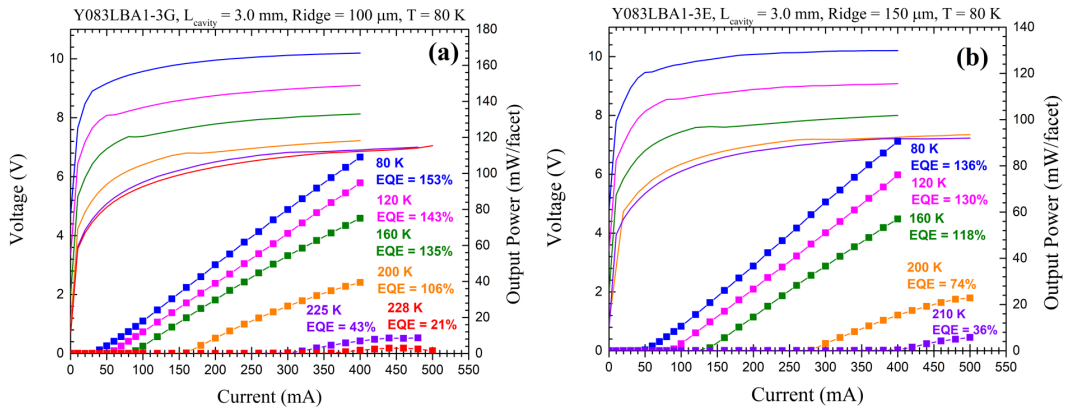 Y083LBA1-3G, Lcavity = 3.0 mm, Ridge = 100 μm, T = 80 K
(a)
Voltage (V)
10
8
6
4
2
0
180
160
140
120
100
80
60
40
20
0
Output Power (mW/facet)
80 K
EQE = 153%
120 K
EQE = 143%
160 K
EQE = 135%
200 K
EQE = 106%
225 K
EQE = 43%
228 K
EQE = 21%
0 50 100 150 200 250 300 350 400 450 500 550
Current (mA)
Y083LBA1-3E, Lcavity = 3.0 mm, Ridge = 150 μm, T = 80 K
(b)
Voltage (V)
10
8
6
4
2
0
140
120
100
80
60
40
20
0
Output Power (mW/facet)
80 K
EQE = 136%
120 K
EQE = 130%
160 K
EQE = 118%
200 K
EQE = 74%
210 K
EQE = 36%
0 50 100 150 200 250 300 350 400 450 500 550
Current (mA)